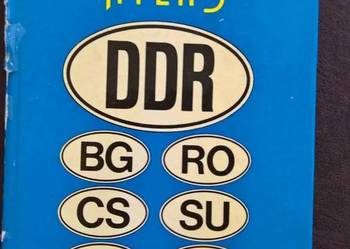 DDR
BG RO
CS SU